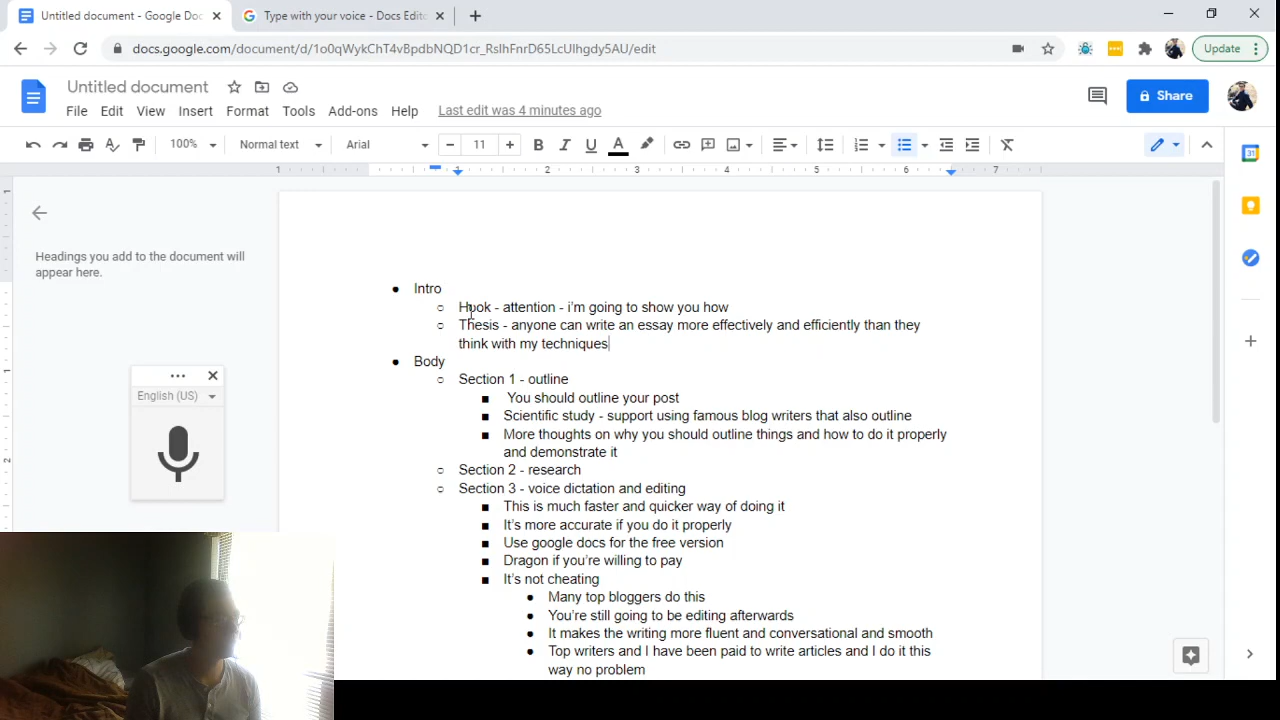 Untitled document - Google Doc
Type with your voice - Docs Edito
docs.google.com/document/d/1o0qWykChT4vBpdbNQD1cr_RslhFnrD65LcUlhgdy5AU/edit
Update
Untitled document
File Edit View Insert Format Tools Add-ons Help Last edit was 4 minutes ago
Share
100% Normal text Arial 11
1 1 2 3 4 5 6 7
Headings you add to the document will
appear here.
English (US)
● Intro
○ Hook - attention - i'm going to show you how
○ Thesis - anyone can write an essay more effectively and efficiently than they
think with my techniques
● Body
○ Section 1 - outline
■ You should outline your post
■ Scientific study - support using famous blog writers that also outline
■ More thoughts on why you should outline things and how to do it properly
and demonstrate it
○ Section 2 - research
○ Section 3 - voice dictation and editing
■ This is much faster and quicker way of doing it
■ It's more accurate if you do it properly
■ Use google docs for the free version
■ Dragon if you're willing to pay
■ It's not cheating
● Many top bloggers do this
● You're still going to be editing afterwards
● It makes the writing more fluent and conversational and smooth
● Top writers and I have been paid to write articles and I do it this
way no problem